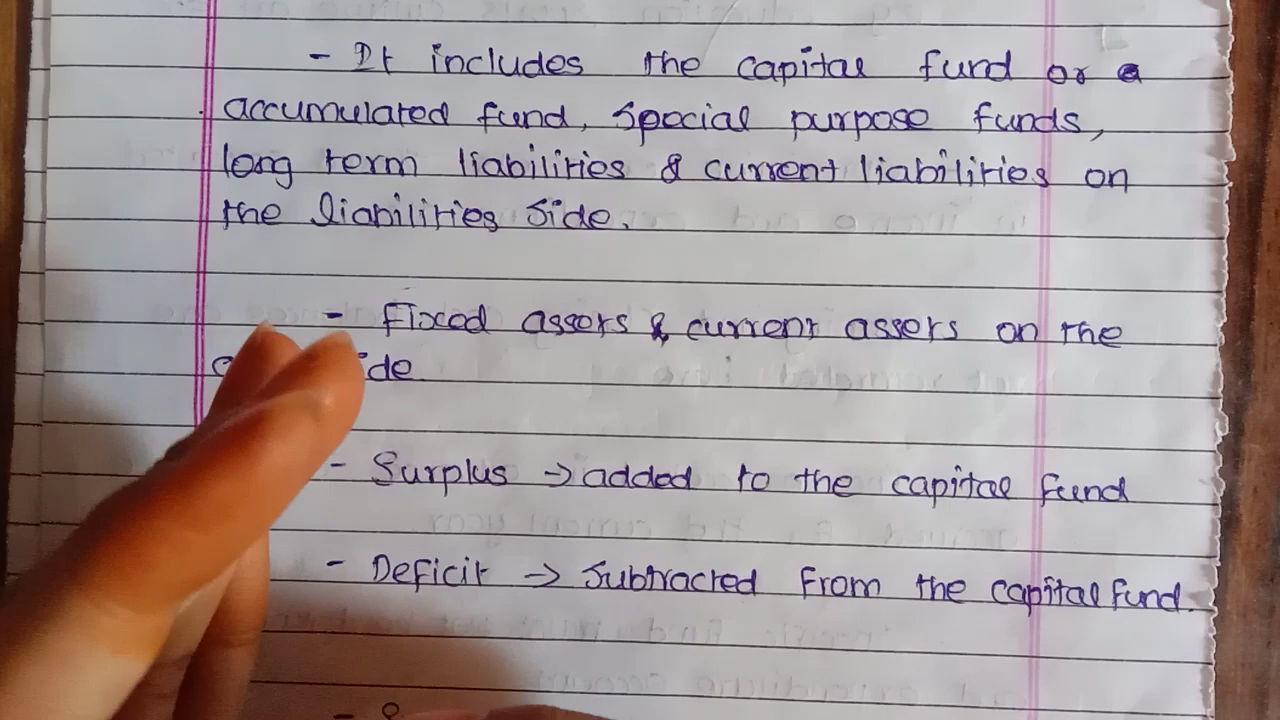 - It includes the capital fund or a
accumulated fund, special purpose funds,
long term liabilities & current liabilities on
the liabilities side.
- Fixed assets & current assets on the
- Surplus → added to the capital fund
- Deficit → subtracted from the capital fund.